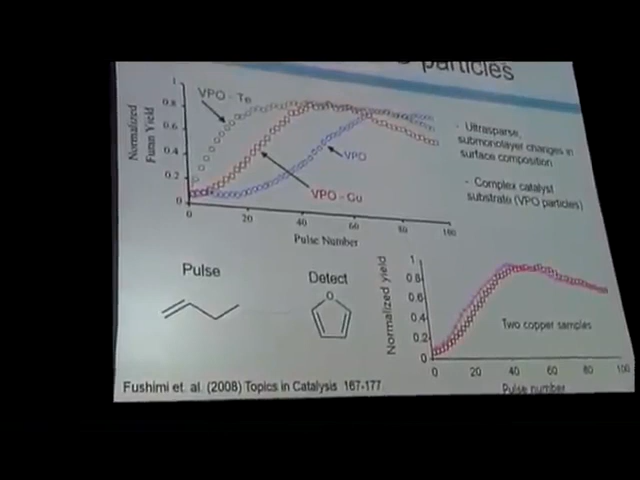 particles
VPO - Te
VPO
VPO - Cu
Normalized
Furan Yield
1
0.8
0.6
0.4
0.2
0
0
20
40
60
80
100
Pulse Number
- Ultrasparse,
submonolayer changes in
surface composition
- Complex catalyst
substrate (VPO particles)
Pulse
Detect
O
Normalized yield
1
0.8
0.6
0.4
0.2
0
Two copper samples
0
20
40
60
80
100
Pulse number
Fushimi et. al. (2008) Topics in Catalysis 167-177